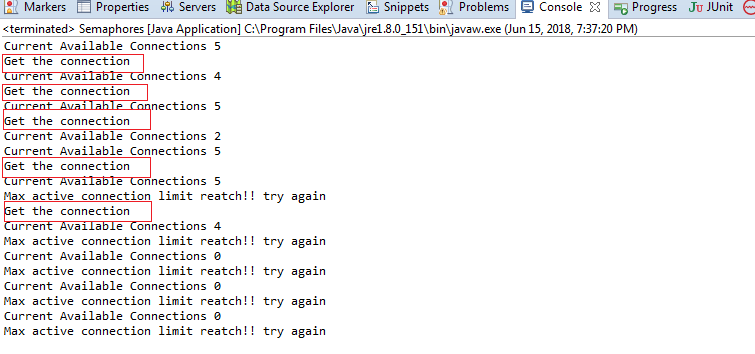 Markers Properties Servers Data Source Explorer Snippets Problems Console Progress JUnit
<terminated> Semaphores [Java Application] C:\Program Files\Java\jre1.8.0_151\bin\javaw.exe (Jun 15, 2018, 7:37:20 PM)
Current Available Connections 5
Get the connection
Current Available Connections 4
Get the connection
Current Available Connections 5
Get the connection
Current Available Connections 2
Current Available Connections 5
Get the connection
Current Available Connections 5
Max active connection limit reatch!! try again
Get the connection
Current Available Connections 4
Max active connection limit reatch!! try again
Current Available Connections 0
Max active connection limit reatch!! try again
Current Available Connections 0
Max active connection limit reatch!! try again
Current Available Connections 0
Max active connection limit reatch!! try again